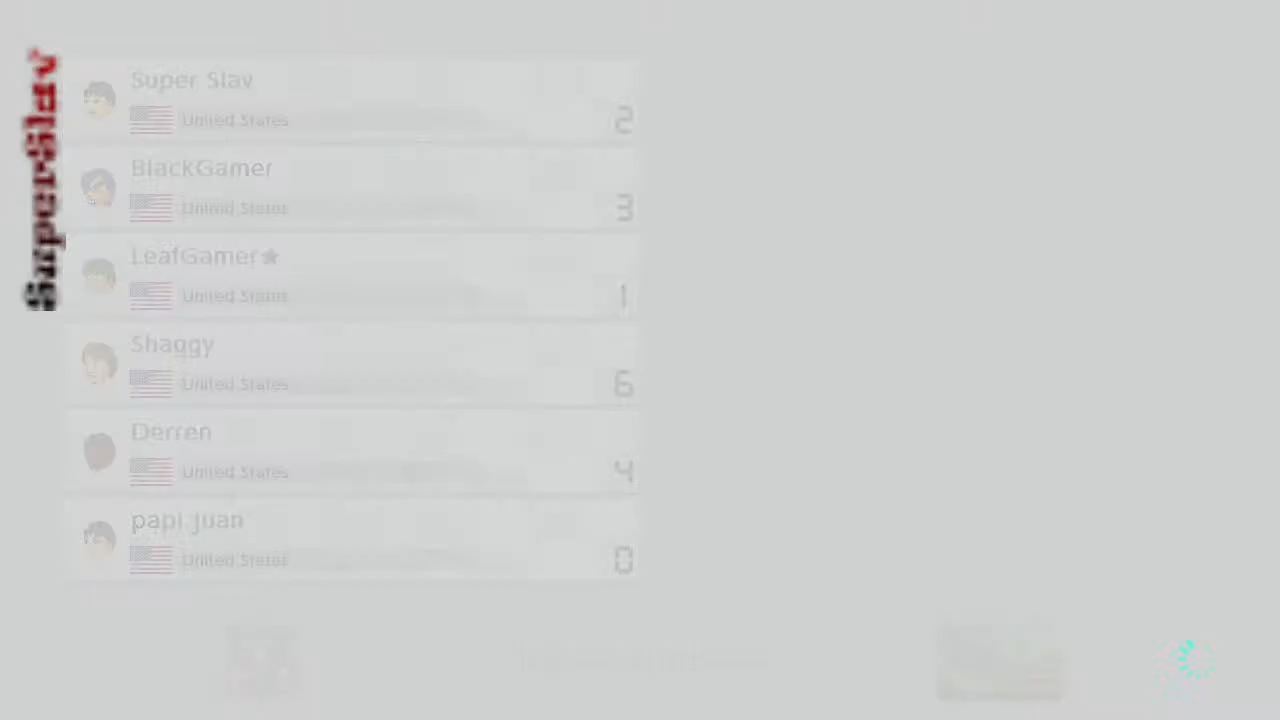 SuperSlav
Super Slav
United States
2
BlackGamer
United States
3
LeafGamer★
United States
1
Shaggy
United States
6
Derren
United States
4
papi juan
United States
0